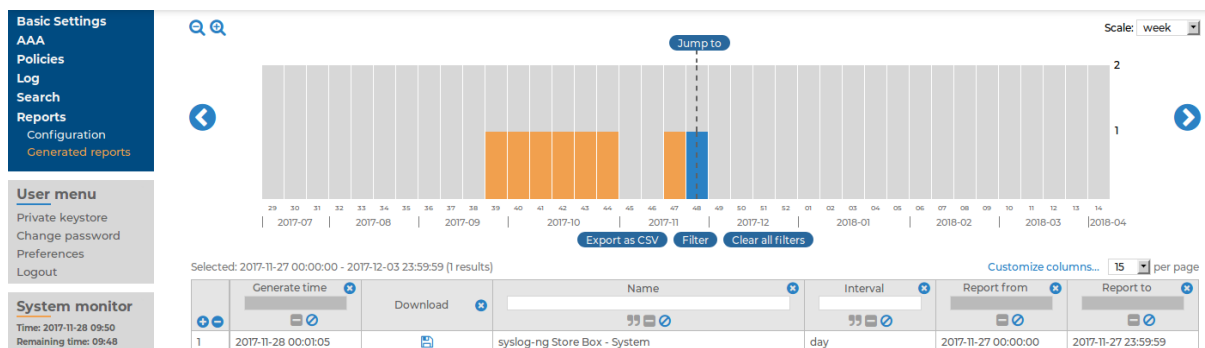 Basic Settings
AAA
Policies
Log
Search
Reports
Configuration
Generated reports
User menu
Private keystore
Change password
Preferences
Logout
System monitor
Time: 2017-11-28 09:50
Remaining time: 09:48
Scale: week
Jump to
2
1
29 30 31 32 33 34 35 36 37 38 39 40 41 42 43 44 45 46 47 48 49 50 51 52 01 02 03 04 05 06 07 08 09 10 11 12 13 14
2017-07 2017-08 2017-09 2017-10 2017-11 2017-12 2018-01 2018-02 2018-03 2018-04
Export as CSV Filter Clear all filters
Selected: 2017-11-27 00:00:00 - 2017-12-03 23:59:59 (1 results)
Customize columns... 15 per page
Generate time Download Name Interval Report from Report to
1 2017-11-28 00:01:05 syslog-ng Store Box - System day 2017-11-27 00:00:00 2017-11-27 23:59:59